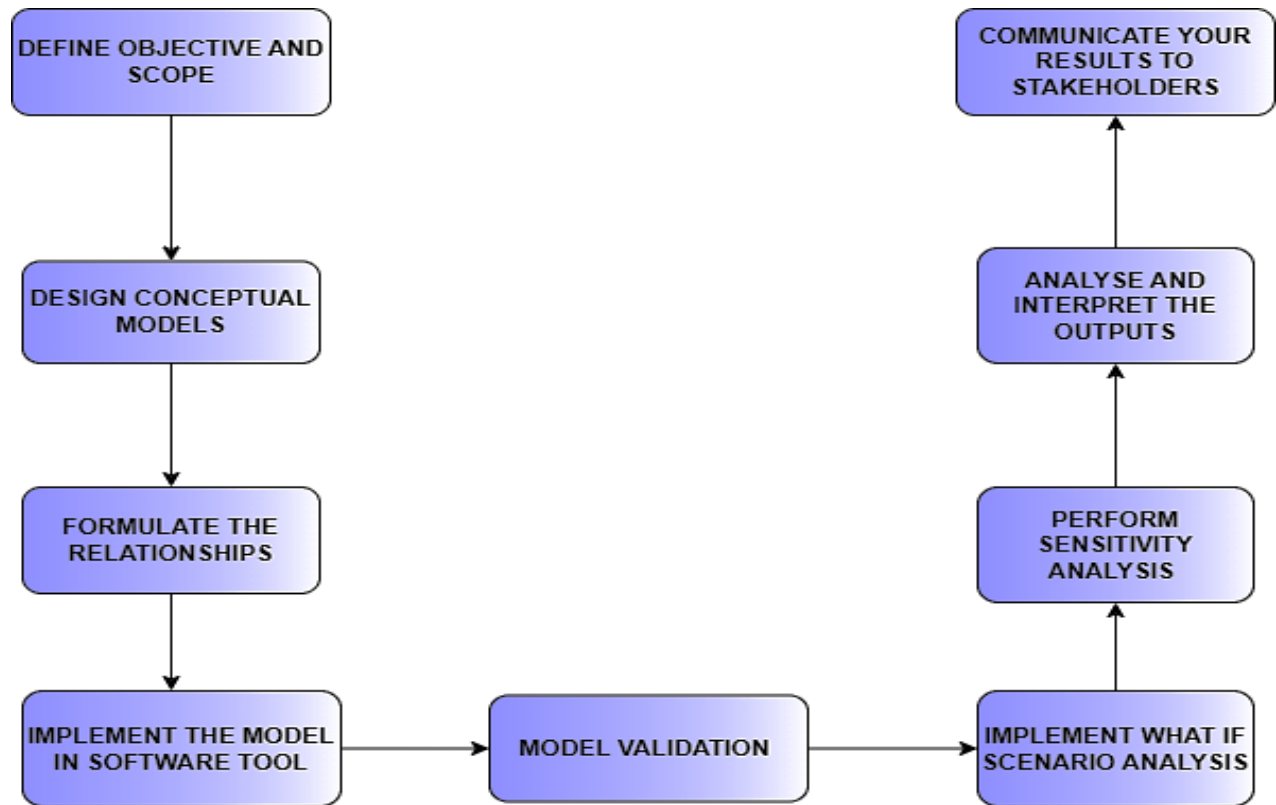 DEFINE OBJECTIVE AND
SCOPE
DESIGN CONCEPTUAL
MODELS
FORMULATE THE
RELATIONSHIPS
IMPLEMENT THE MODEL
IN SOFTWARE TOOL
MODEL VALIDATION
IMPLEMENT WHAT IF
SCENARIO ANALYSIS
PERFORM
SENSITIVITY
ANALYSIS
ANALYSE AND
INTERPRET THE
OUTPUTS
COMMUNICATE YOUR
RESULTS TO
STAKEHOLDERS